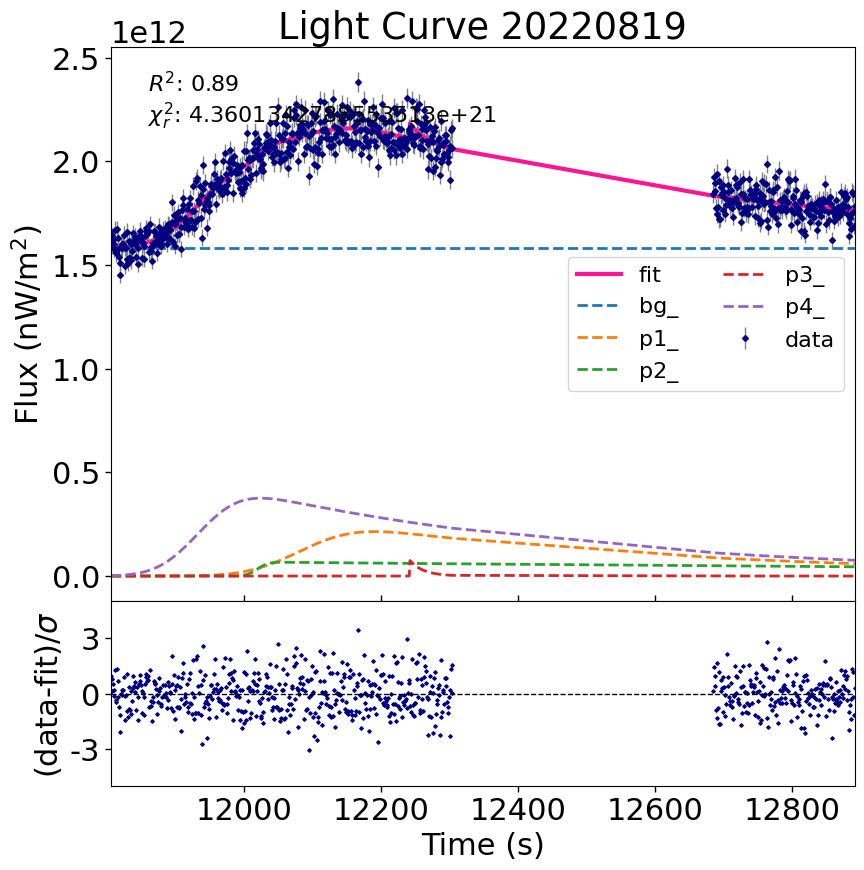 Light Curve 20220819
1e12
R²: 0.89
χ²ᵣ: 4.3601342788553513e+21
2.5
2.0
1.5
1.0
0.5
0.0
Flux (nW/m²)
fit
bg_
p1_
p2_
p3_
p4_
data
3
0
-3
(data-fit)/σ
12000 12200 12400 12600 12800
Time (s)